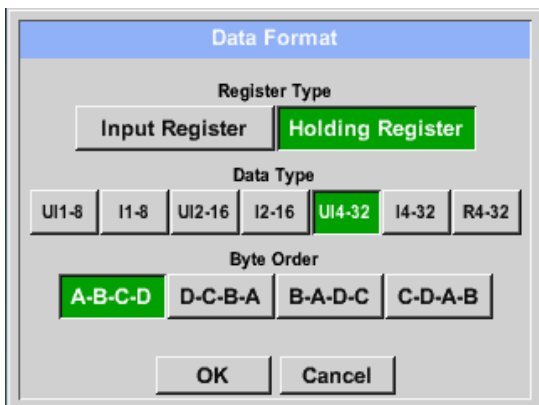 Data Format
Register Type
Input Register Holding Register
Data Type
UI1-8 I1-8 UI2-16 I2-16 UI4-32 I4-32 R4-32
Byte Order
A-B-C-D D-C-B-A B-A-D-C C-D-A-B
OK Cancel